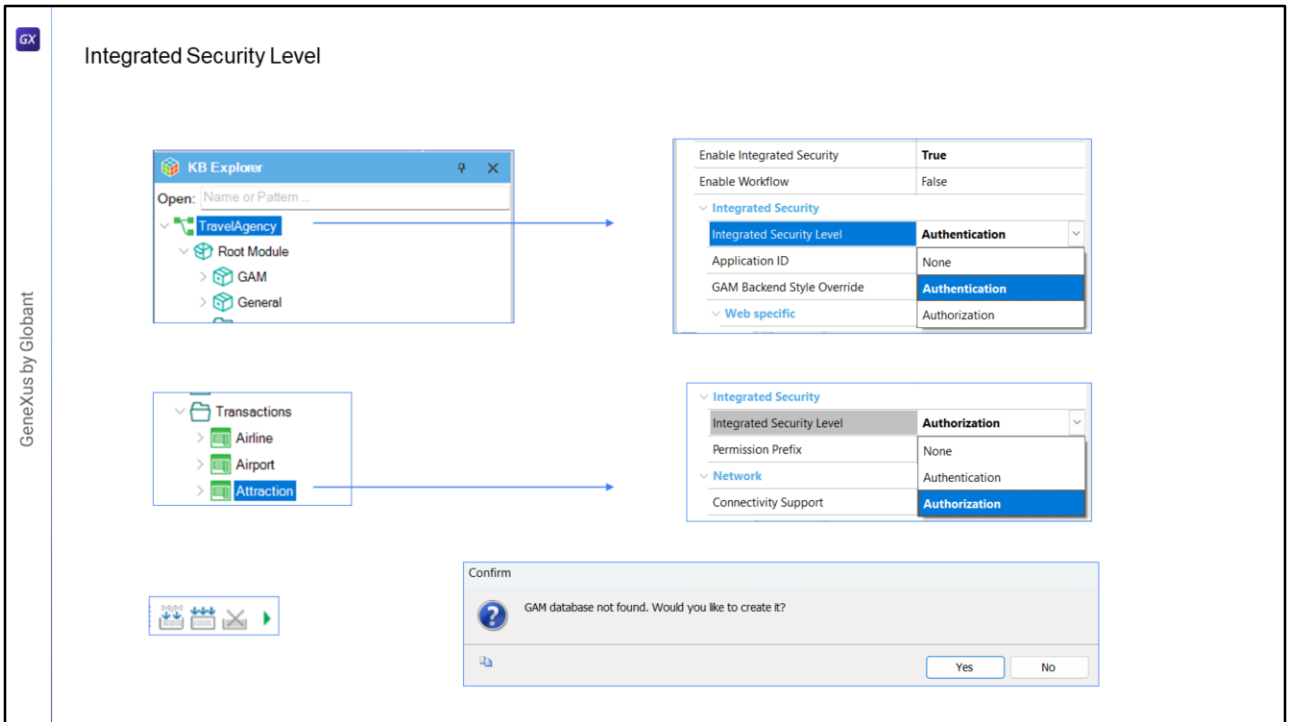 GX
Integrated Security Level
GeneXus by Globant
KB Explorer
Open: Name or Pattern ...
TravelAgency
Root Module
GAM
General
Enable Integrated Security True
Enable Workflow False
Integrated Security
Integrated Security Level Authentication
Application ID None
GAM Backend Style Override Authentication
Web specific Authorization
Transactions
Airline
Airport
Attraction
Integrated Security
Integrated Security Level Authorization
Permission Prefix None
Network Authentication
Connectivity Support Authorization
Confirm
GAM database not found. Would you like to create it?
Yes No